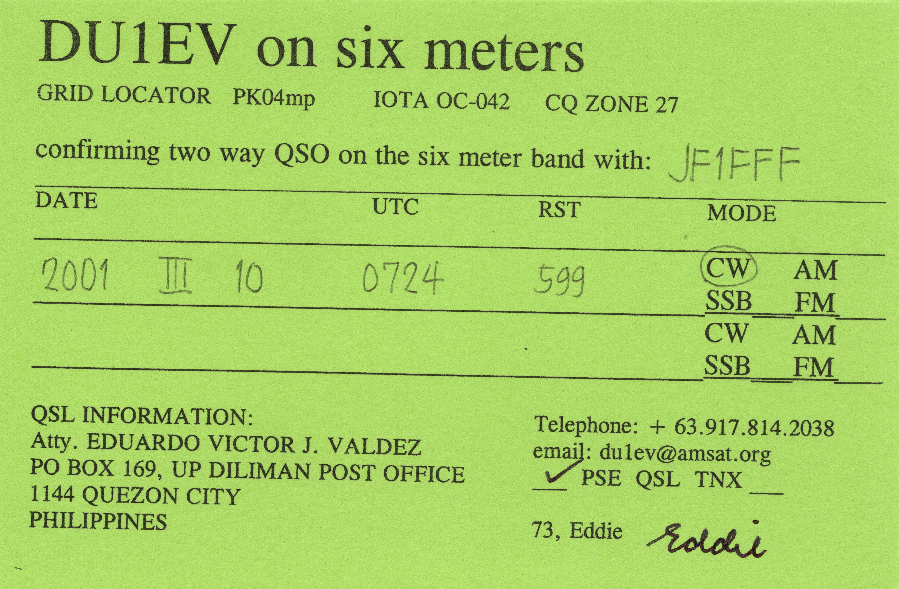 DU1EV on six meters
GRID LOCATOR PK04mp IOTA OC-042 CQ ZONE 27
confirming two way QSO on the six meter band with: JF1FFF
DATE UTC RST MODE
2001 III 10 0724 599 CW AM
SSB FM
CW AM
SSB FM
QSL INFORMATION:
Atty. EDUARDO VICTOR J. VALDEZ
PO BOX 169, UP DILIMAN POST OFFICE
1144 QUEZON CITY
PHILIPPINES
Telephone: + 63.917.814.2038
email: du1ev@amsat.org
✓ PSE QSL TNX
73, Eddie Eddie